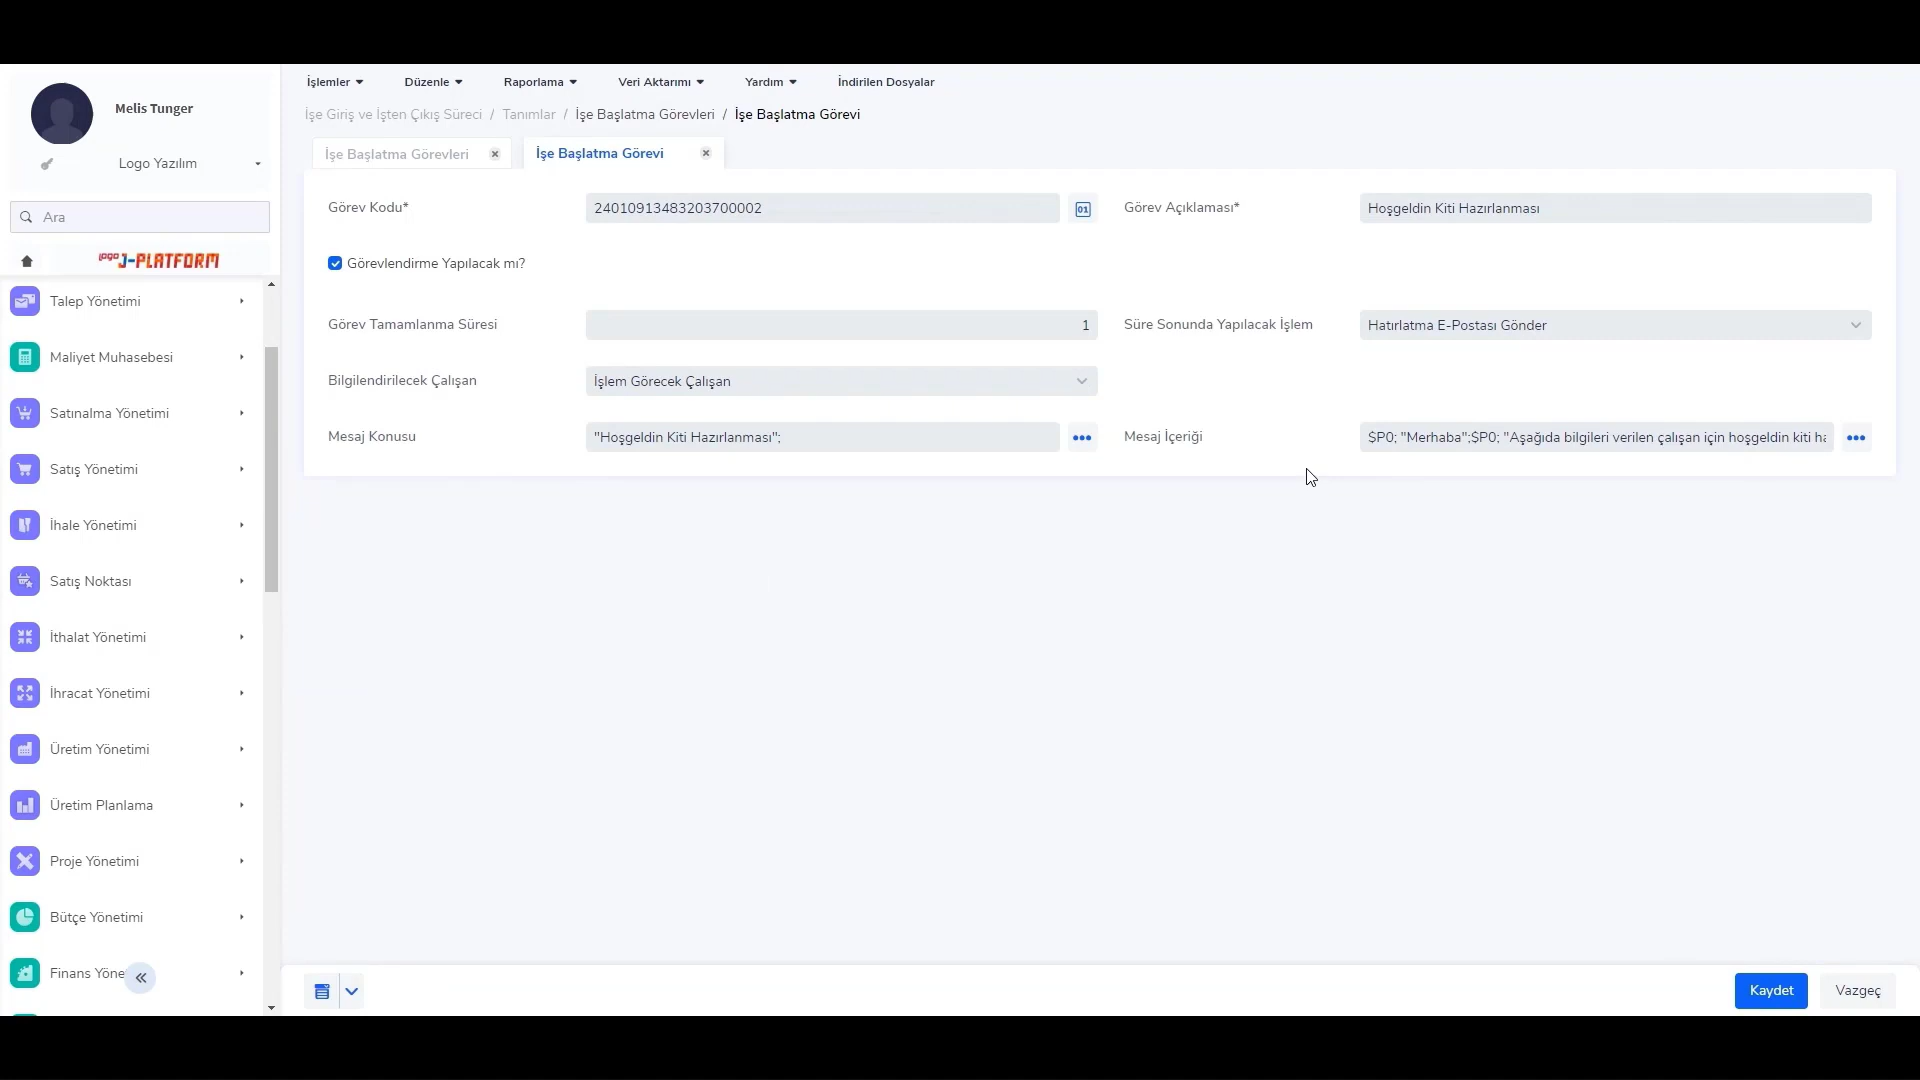 Melis Tunger
Logo Yazılım
Ara
logo J-PLATFORM
Talep Yönetimi
Maliyet Muhasebesi
Satınalma Yönetimi
Satış Yönetimi
İhale Yönetimi
Satış Noktası
İthalat Yönetimi
İhracat Yönetimi
Üretim Yönetimi
Üretim Planlama
Proje Yönetimi
Bütçe Yönetimi
Finans Yöne
İşlemler Düzenle Raporlama Veri Aktarımı Yardım İndirilen Dosyalar
İşe Giriş ve İşten Çıkış Süreci / Tanımlar / İşe Başlatma Görevleri / İşe Başlatma Görevi
İşe Başlatma Görevleri İşe Başlatma Görevi
Görev Kodu* 24010913483203700002 01 Görev Açıklaması* Hoşgeldin Kiti Hazırlanması
Görevlendirme Yapılacak mı?
Görev Tamamlanma Süresi 1 Süre Sonunda Yapılacak İşlem Hatırlatma E-Postası Gönder
Bilgilendirilecek Çalışan İşlem Görecek Çalışan
Mesaj Konusu "Hoşgeldin Kiti Hazırlanması"; Mesaj İçeriği $P0; "Merhaba";$P0; "Aşağıda bilgileri verilen çalışan için hoşgeldin kiti ha
Kaydet Vazgeç